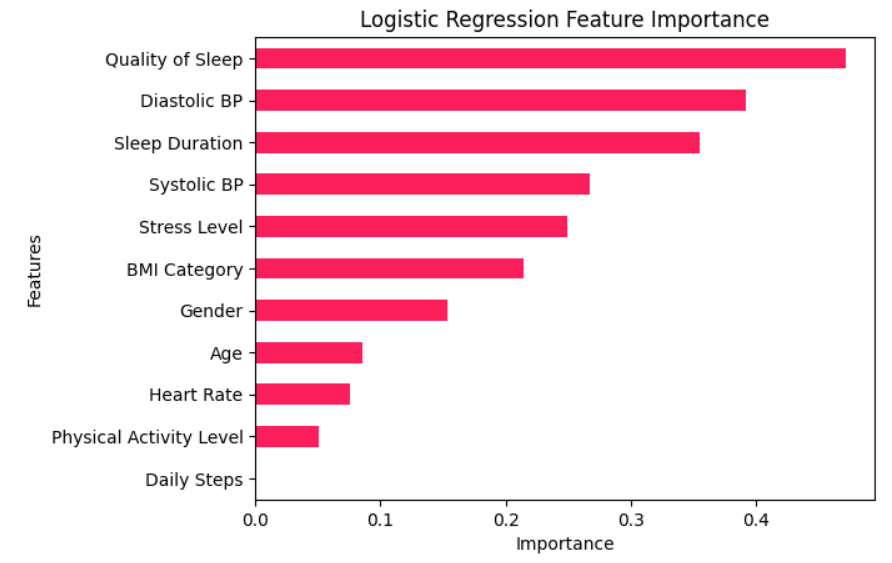 Logistic Regression Feature Importance
Features
Quality of Sleep
Diastolic BP
Sleep Duration
Systolic BP
Stress Level
BMI Category
Gender
Age
Heart Rate
Physical Activity Level
Daily Steps
0.0 0.1 0.2 0.3 0.4
Importance